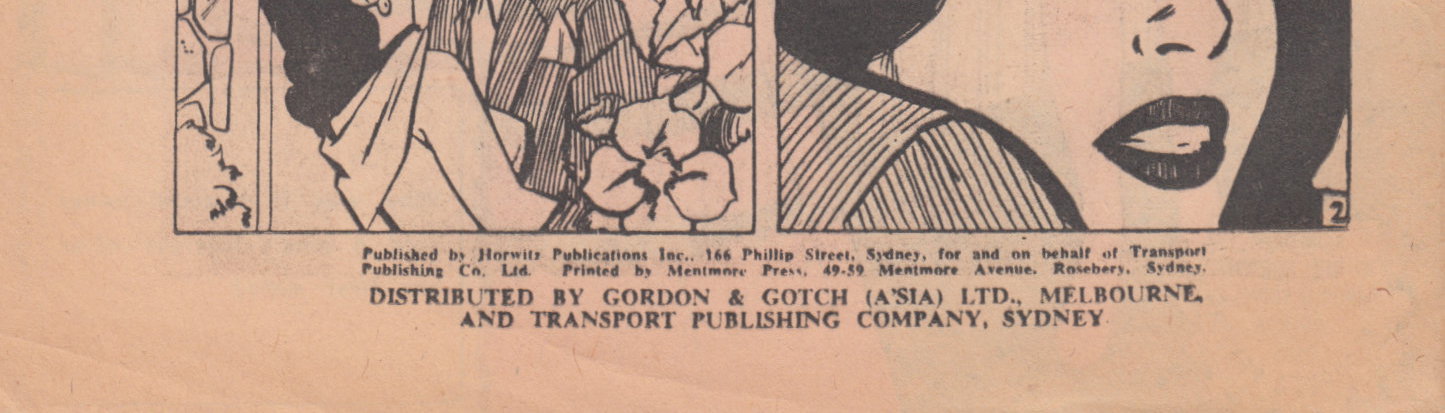 2
Published by Horwitz Publications Inc., 166 Phillip Street, Sydney, for and on behalf of Transport
Publishing Co. Ltd. Printed by Mentmore Press, 49-59 Mentmore Avenue, Rosebery, Sydney.
DISTRIBUTED BY GORDON & GOTCH (A'SIA) LTD., MELBOURNE,
AND TRANSPORT PUBLISHING COMPANY, SYDNEY